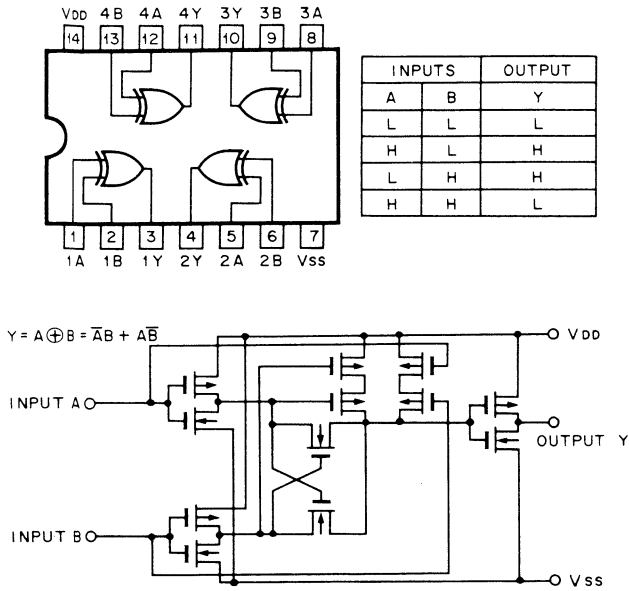 VDD 4B 4A 4Y 3Y 3B 3A
14 13 12 11 10 9 8
1 2 3 4 5 6 7
1A 1B 1Y 2Y 2A 2B VSS
INPUTS OUTPUT
A B Y
L L L
H L H
L H H
H H L
Y = A⊕B = A̅B + AB̅
VDD
INPUT A
OUTPUT Y
INPUT B
VSS